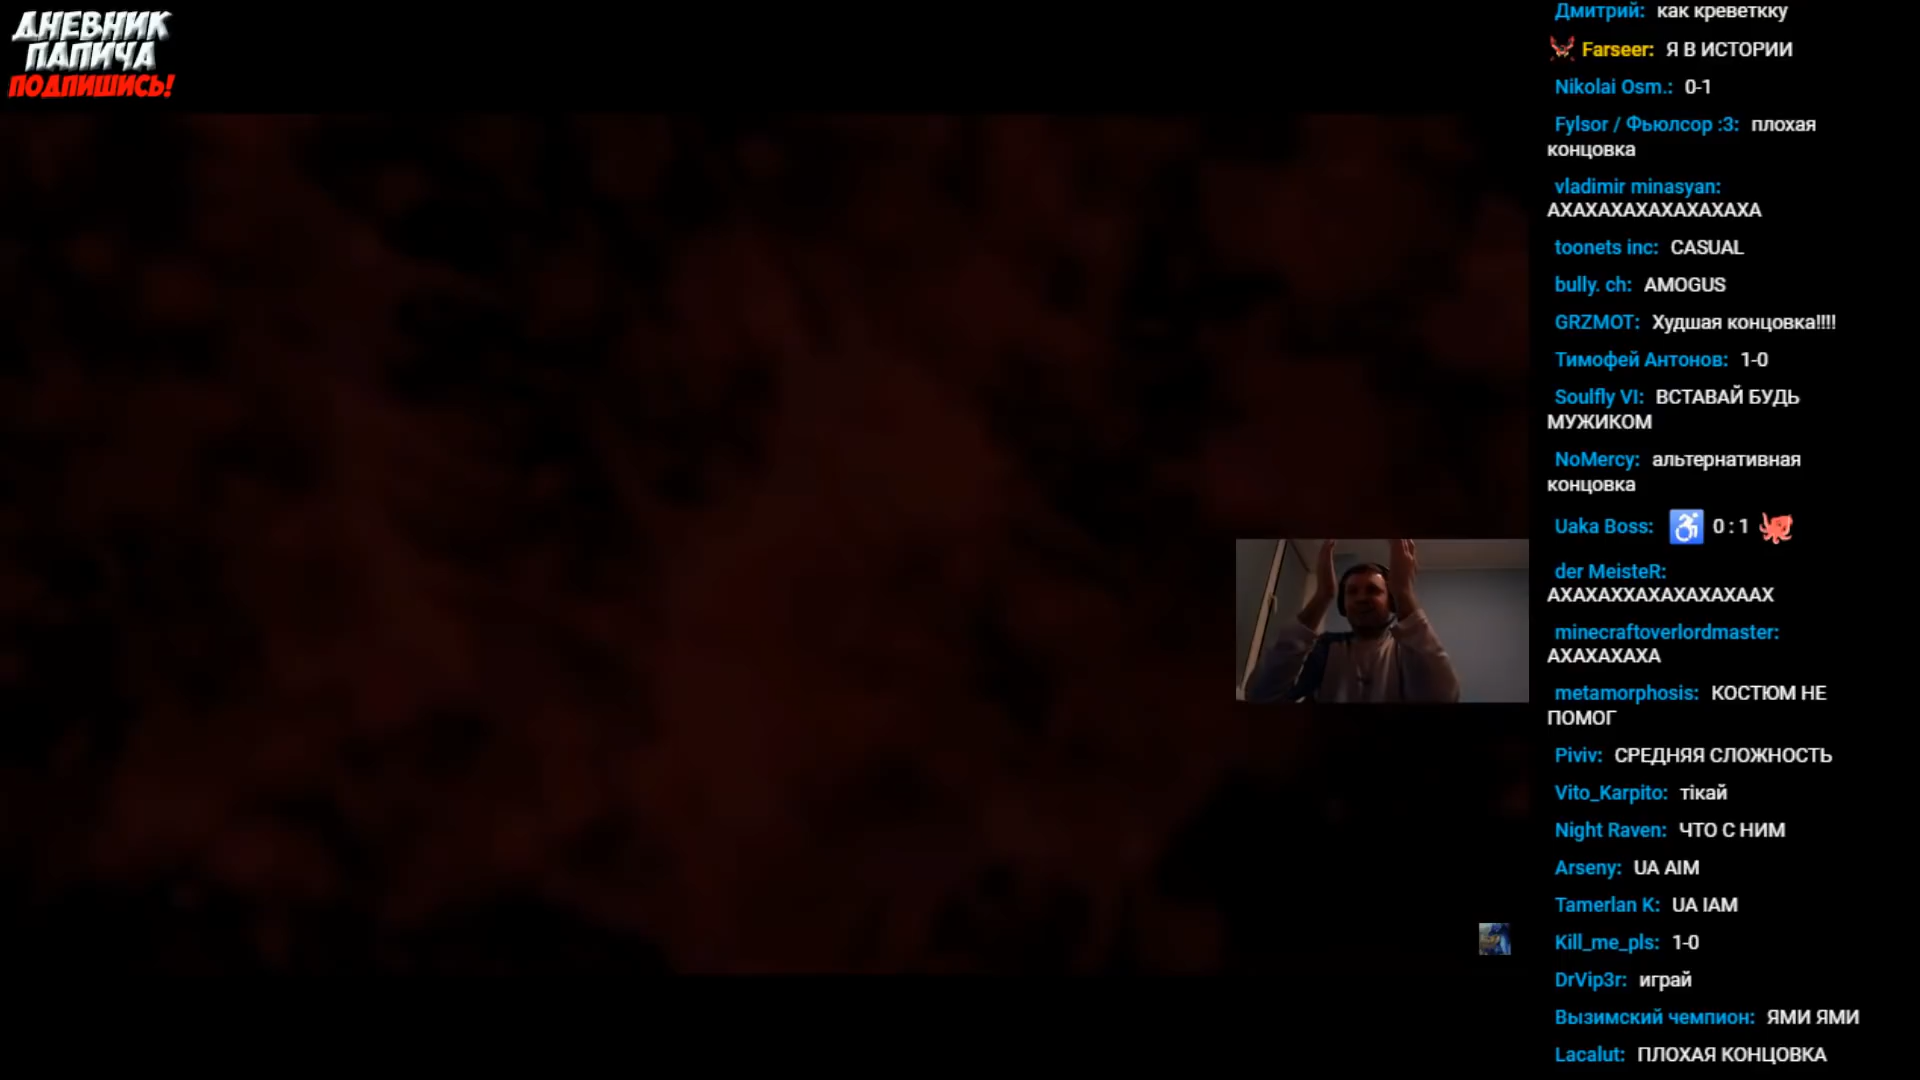 ДНЕВНИК
ПАПИЧА
ПОДПИШИСЬ!
Дмитрий: как креветкку
Farseer: Я В ИСТОРИИ
Nikolai Osm.: 0-1
Fylsor / Фьюлсор :3: плохая
концовка
vladimir minasyan:
АХАХАХАХАХАХАХАХА
toonets inc: CASUAL
bully. ch: AMOGUS
GRZMOT: Худшая концовка!!!!
Тимофей Антонов: 1-0
Soulfly VI: ВСТАВАЙ БУДЬ
МУЖИКОМ
NoMercy: альтернативная
концовка
Uaka Boss: 0 : 1
der MeisteR:
АХАХАХХАХАХАХАХААХ
minecraftoverlordmaster:
АХАХАХАХА
metamorphosis: КОСТЮМ НЕ
ПОМОГ
Piviv: СРЕДНЯЯ СЛОЖНОСТЬ
Vito_Karpito: тікай
Night Raven: ЧТО С НИМ
Arseny: UA AIM
Tamerlan K: UA IAM
Kill_me_pls: 1-0
DrVip3r: играй
Вызимский чемпион: ЯМИ ЯМИ
Lacalut: ПЛОХАЯ КОНЦОВКА